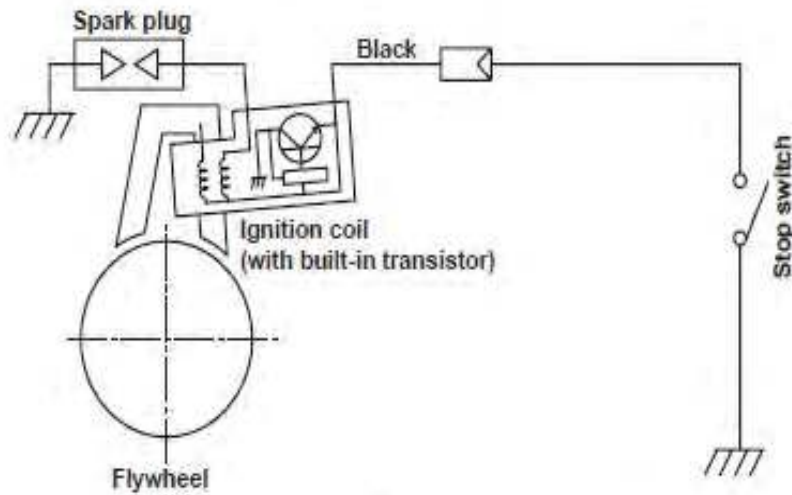 Spark plug
Black
Ignition coil
(with built-in transistor)
Stop switch
Flywheel